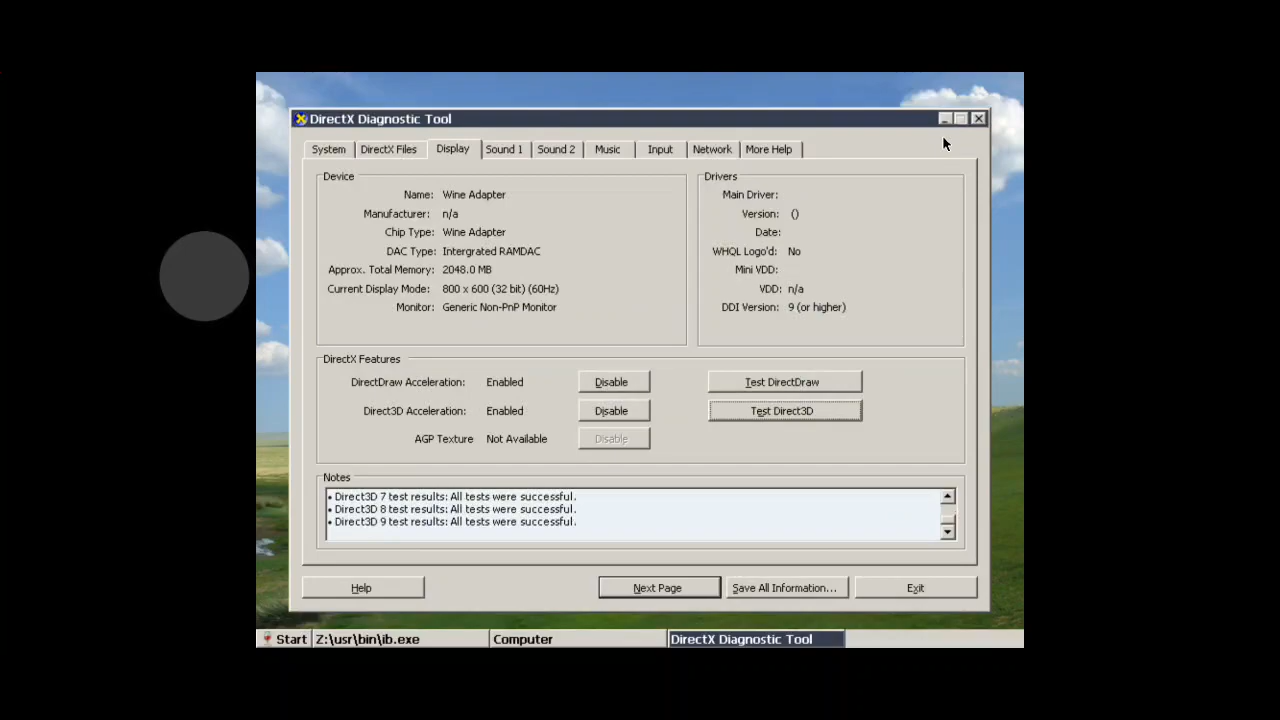 DirectX Diagnostic Tool
System DirectX Files Display Sound 1 Sound 2 Music Input Network More Help
Device
Name: Wine Adapter
Manufacturer: n/a
Chip Type: Wine Adapter
DAC Type: Intergrated RAMDAC
Approx. Total Memory: 2048.0 MB
Current Display Mode: 800 x 600 (32 bit) (60Hz)
Monitor: Generic Non-PnP Monitor
Drivers
Main Driver:
Version: ()
Date:
WHQL Logo'd: No
Mini VDD:
VDD: n/a
DDI Version: 9 (or higher)
DirectX Features
DirectDraw Acceleration: Enabled Disable Test DirectDraw
Direct3D Acceleration: Enabled Disable Test Direct3D
AGP Texture Not Available Disable
Notes
• Direct3D 7 test results: All tests were successful.
• Direct3D 8 test results: All tests were successful.
• Direct3D 9 test results: All tests were successful.
Help Next Page Save All Information... Exit
Start Z:\usr\bin\ib.exe Computer DirectX Diagnostic Tool